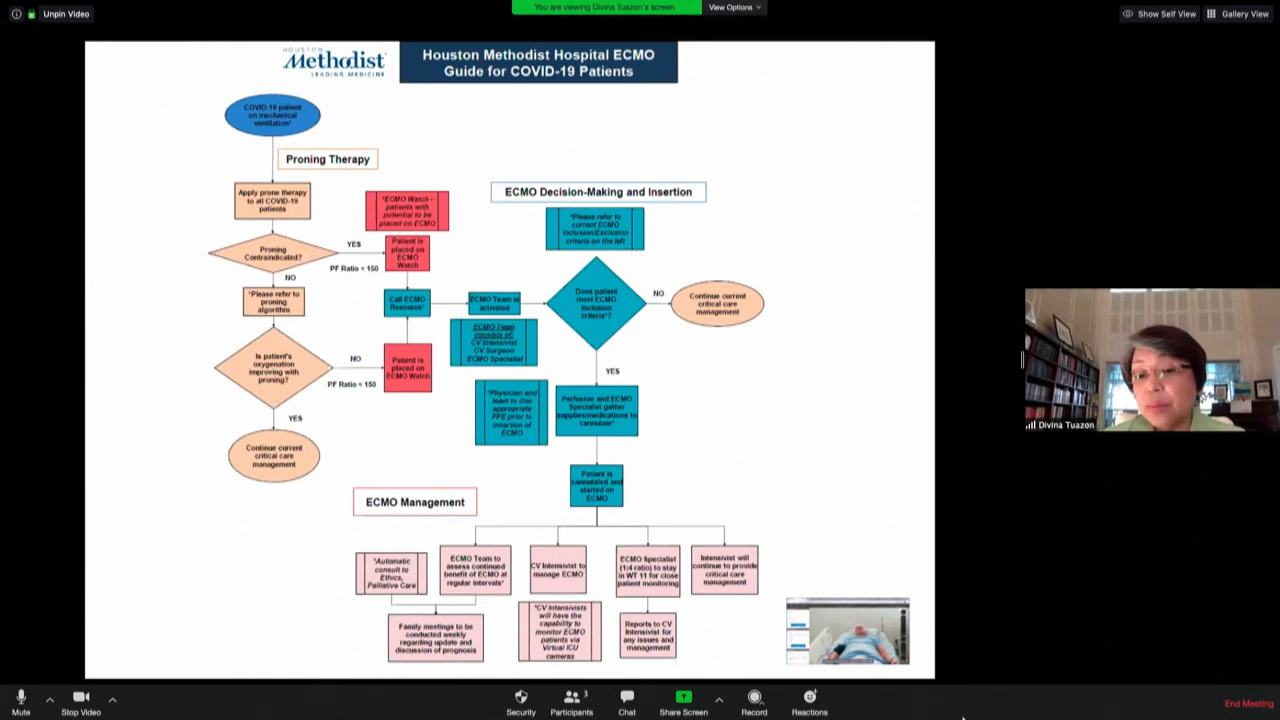 Unpin Video
You are viewing Divina Tuazon's screen
View Options
Show Self View
Gallery View
HOUSTON
Methodist
LEADING MEDICINE
Houston Methodist Hospital ECMO
Guide for COVID-19 Patients
COVID-19 patient
on mechanical
ventilation*
Proning Therapy
Apply prone therapy
to all COVID-19
patients
*ECMO Watch -
patients with
potential to be
placed on ECMO
Proning
Contraindicated?
YES
PF Ratio < 150
Patient is
placed on
ECMO
Watch
NO
*Please refer to
proning
algorithm
Call ECMO
Resource*
ECMO Team is
activated
ECMO Team
consists of:
CV Intensivist
CV Surgeon
ECMO Specialist
Is patient's
oxygenation
improving with
proning?
NO
PF Ratio < 150
Patient is
placed on
ECMO Watch
YES
Continue current
critical care
management
ECMO Decision-Making and Insertion
*Please refer to
current ECMO
Inclusion/Exclusion
criteria on the left
Does patient
meet ECMO
inclusion
criteria*?
NO
Continue current
critical care
management
YES
*Physician and
team to don
appropriate
PPE prior to
insertion of
ECMO
Perfusion and ECMO
Specialist gather
supplies/medications to
cannulate*
Patient is
cannulated and
started on
ECMO
ECMO Management
*Automatic
consult to
Ethics,
Palliative Care
ECMO Team to
assess continued
benefit of ECMO at
regular intervals*
CV Intensivist to
manage ECMO
ECMO Specialist
(1:4 ratio) to stay
in WT 11 for close
patient monitoring
Intensivist will
continue to provide
critical care
management
Family meetings to be
conducted weekly
regarding update and
discussion of prognosis
*CV Intensivists
will have the
capability to
monitor ECMO
patients via
Virtual ICU
cameras
Reports to CV
Intensivist for
any issues and
management
Divina Tuazon
Mute
Stop Video
Security
Participants
3
Chat
Share Screen
Record
Reactions
End Meeting